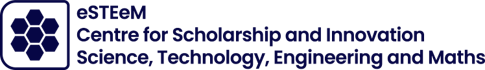 eSTEeM
Centre for Scholarship and Innovation
Science, Technology, Engineering and Maths